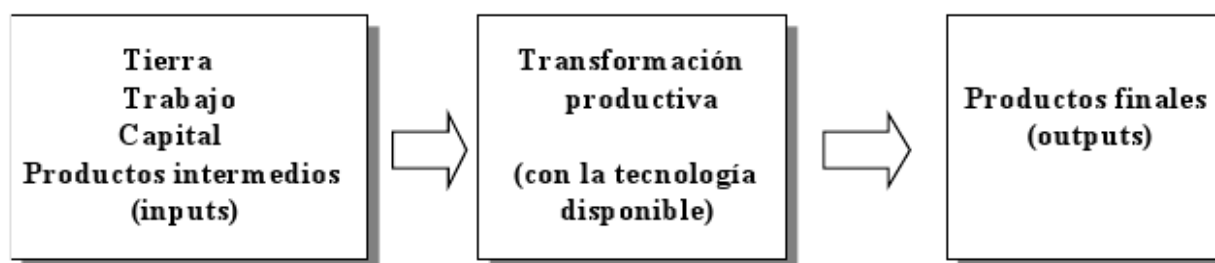 Tierra
Trabajo
Capital
Productos intermedios
(inputs)
Transformación
productiva
(con la tecnología
disponible)
Productos finales
(outputs)